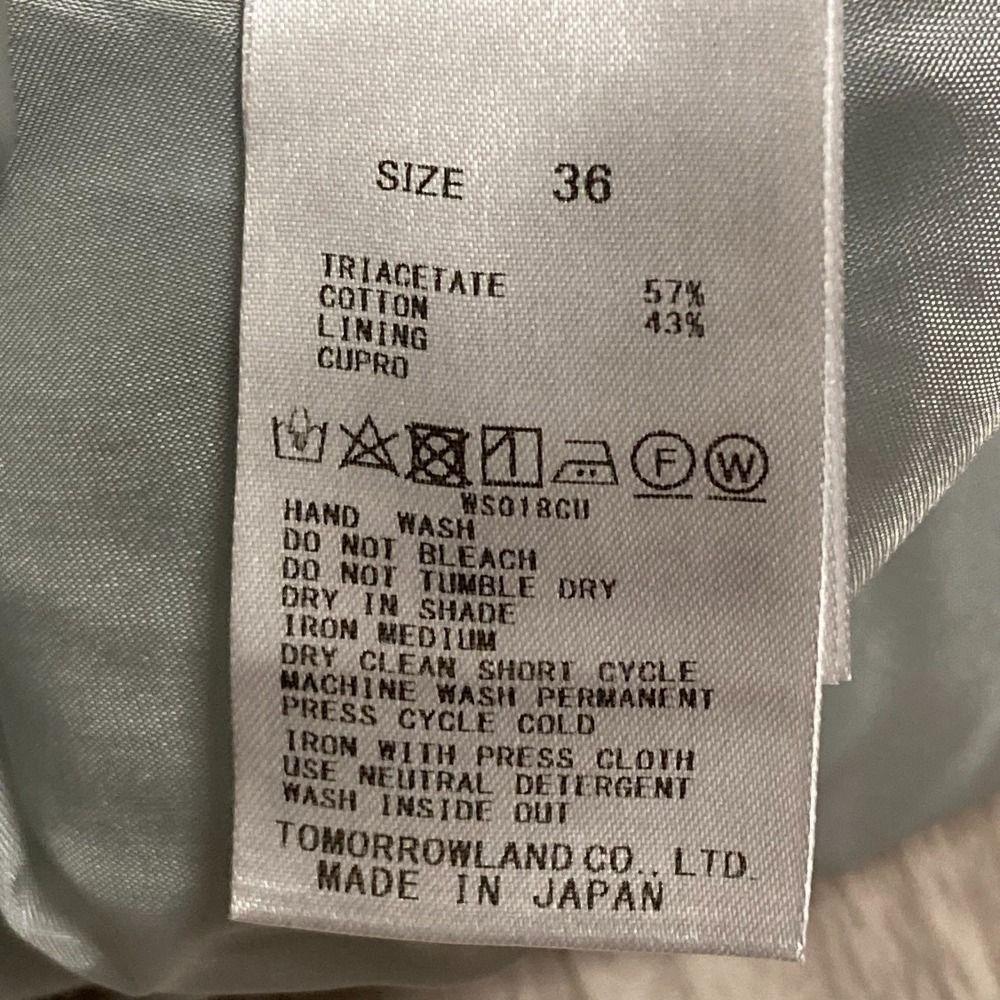 SIZE 36
TRIACETATE 57%
COTTON 43%
LINING
CUPRO
F W
WS018CU
HAND WASH
DO NOT BLEACH
DO NOT TUMBLE DRY
DRY IN SHADE
IRON MEDIUM
DRY CLEAN SHORT CYCLE
MACHINE WASH PERMANENT
PRESS CYCLE COLD
IRON WITH PRESS CLOTH
USE NEUTRAL DETERGENT
WASH INSIDE OUT
TOMORROWLAND CO., LTD.
MADE IN JAPAN